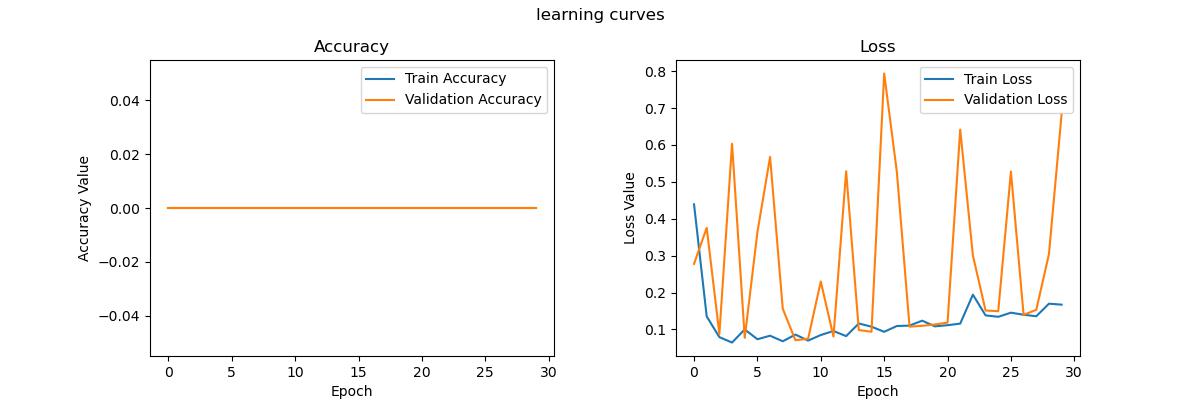 learning curves
Accuracy
Train Accuracy
Validation Accuracy
0.04
0.02
0.00
−0.02
−0.04
Accuracy Value
0 5 10 15 20 25 30
Epoch
Loss
Train Loss
Validation Loss
0.8
0.7
0.6
0.5
0.4
0.3
0.2
0.1
Loss Value
0 5 10 15 20 25 30
Epoch